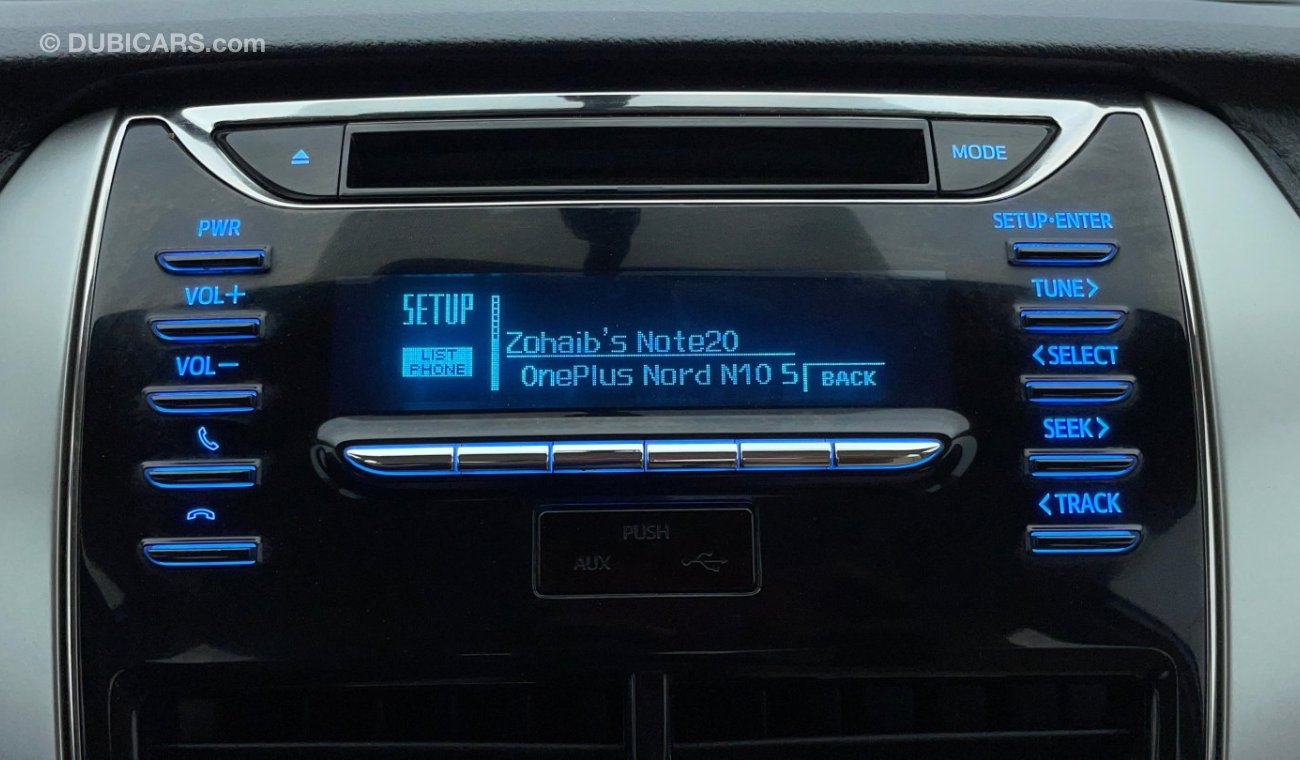 © DUBICARS.com
MODE
PWR
SETUP•ENTER
VOL+
TUNE>
SETUP
Zohaib's Note20
LIST
PHONE
OnePlus Nord N10 5
BACK
VOL-
<SELECT
SEEK>
<TRACK
PUSH
AUX